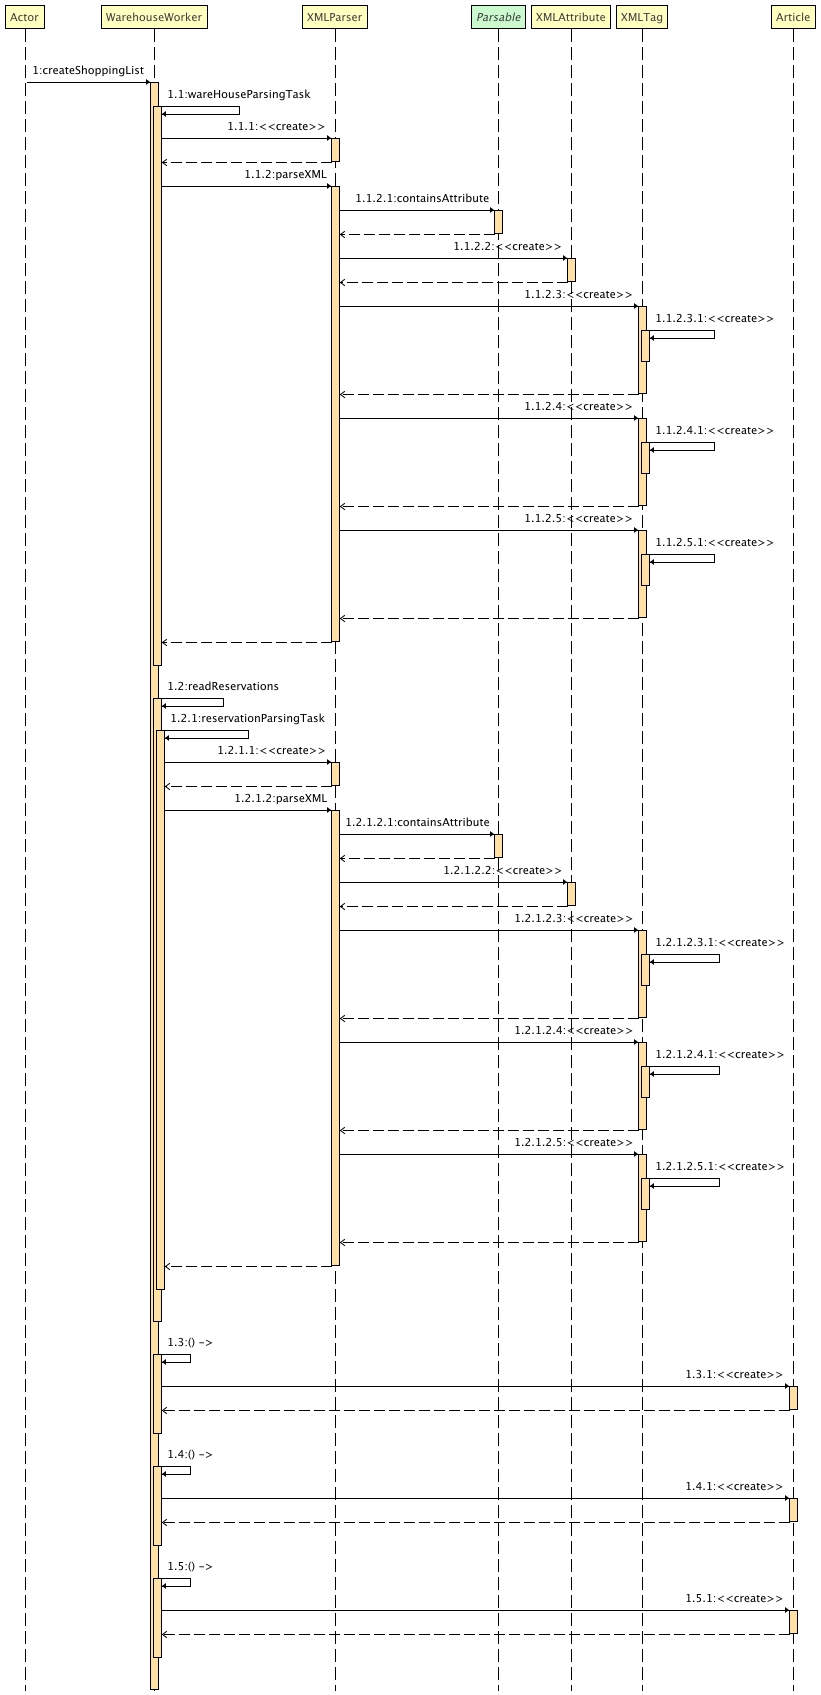 Actor
WarehouseWorker
XMLParser
Parsable
XMLAttribute
XMLTag
Article
1:createShoppingList
1.1:wareHouseParsingTask
1.1.1:<<create>>
1.1.2:parseXML
1.1.2.1:containsAttribute
1.1.2.2:<<create>>
1.1.2.3:<<create>>
1.1.2.3.1:<<create>>
1.1.2.4:<<create>>
1.1.2.4.1:<<create>>
1.1.2.5:<<create>>
1.1.2.5.1:<<create>>
1.2:readReservations
1.2.1:reservationParsingTask
1.2.1.1:<<create>>
1.2.1.2:parseXML
1.2.1.2.1:containsAttribute
1.2.1.2.2:<<create>>
1.2.1.2.3:<<create>>
1.2.1.2.3.1:<<create>>
1.2.1.2.4:<<create>>
1.2.1.2.4.1:<<create>>
1.2.1.2.5:<<create>>
1.2.1.2.5.1:<<create>>
1.3:() ->
1.3.1:<<create>>
1.4:() ->
1.4.1:<<create>>
1.5:() ->
1.5.1:<<create>>